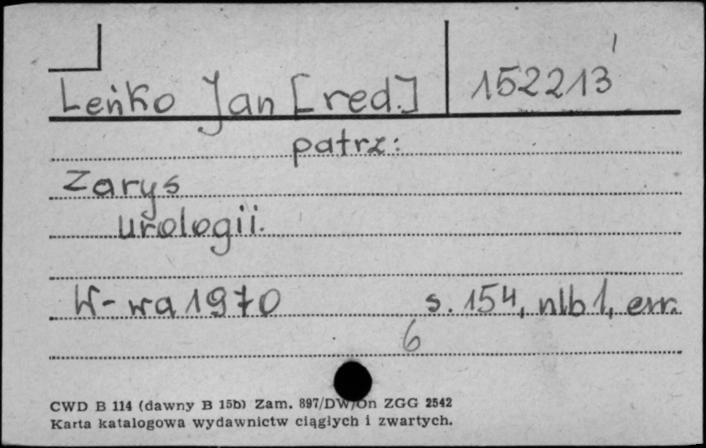 Leńko Jan [red.] 152213
patrz:
Zarys
urologii.
W-wa 1970 s. 154, nlb 1, err.
6
CWD B 114 (dawny B 15b) Zam. 897/DW/On ZGG 2542
Karta katalogowa wydawnictw ciągłych i zwartych.